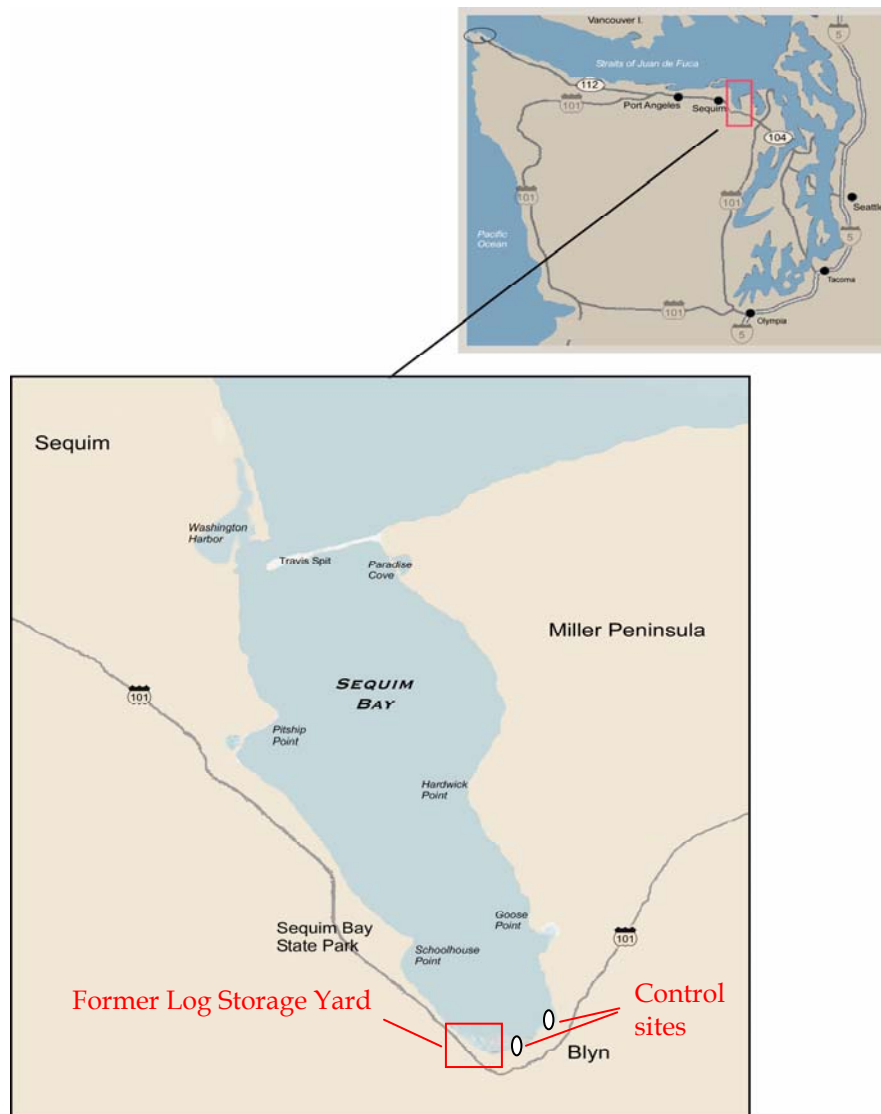 Vancouver I.
5
Straits of Juan de Fuca
112
101
Port Angeles
Sequim
104
101
101
Seattle
5
Pacific
Ocean
Tacoma
101
Olympia
5
Sequim
Washington
Harbor
Travis Spit
Paradise
Cove
Miller Peninsula
SEQUIM
BAY
101
Pitship
Point
Hardwick
Point
Goose
Point
Sequim Bay
State Park
101
Schoolhouse
Point
Former Log Storage Yard
Control
sites
Blyn